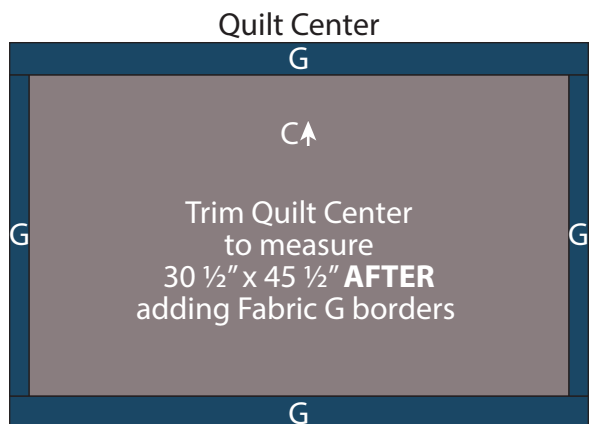 Quilt Center
G
C
Trim Quilt Center
G to measure G
30 ½” x 45 ½” AFTER
adding Fabric G borders
G